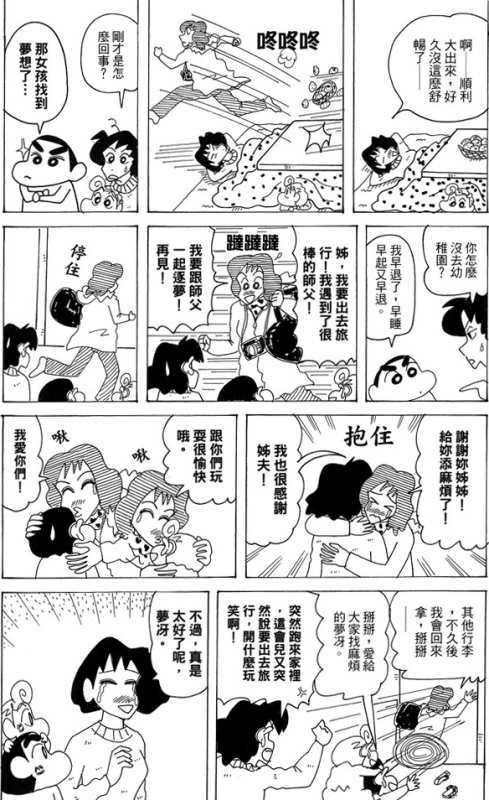 啊——順利
大出來，好
久沒這麼舒
暢了——
咚咚咚
剛才是怎
麼回事？
那女孩找到
夢想了…
你怎麼
沒去幼
稚園？
我早退了，早睡
早起又早退。
躂躂躂
姊，我要出去旅
行！我遇到了很
棒的師父！
我要跟師父
一起逐夢！
再見！
停住
謝謝妳姊姊！
給妳添麻煩了！
抱住
我也很感謝
姊夫！
啾
啾
跟你們玩
耍很愉快
哦。
我愛你們！
其他行李
，不久後
我會回來
拿，掰掰
——
掰掰，愛給
大家找麻煩
的夢冴。
突然跑來家裡
，這會兒又突
然說要出去旅
行，開什麼玩
笑啊！
不過，真是
太好了呢，
夢冴。